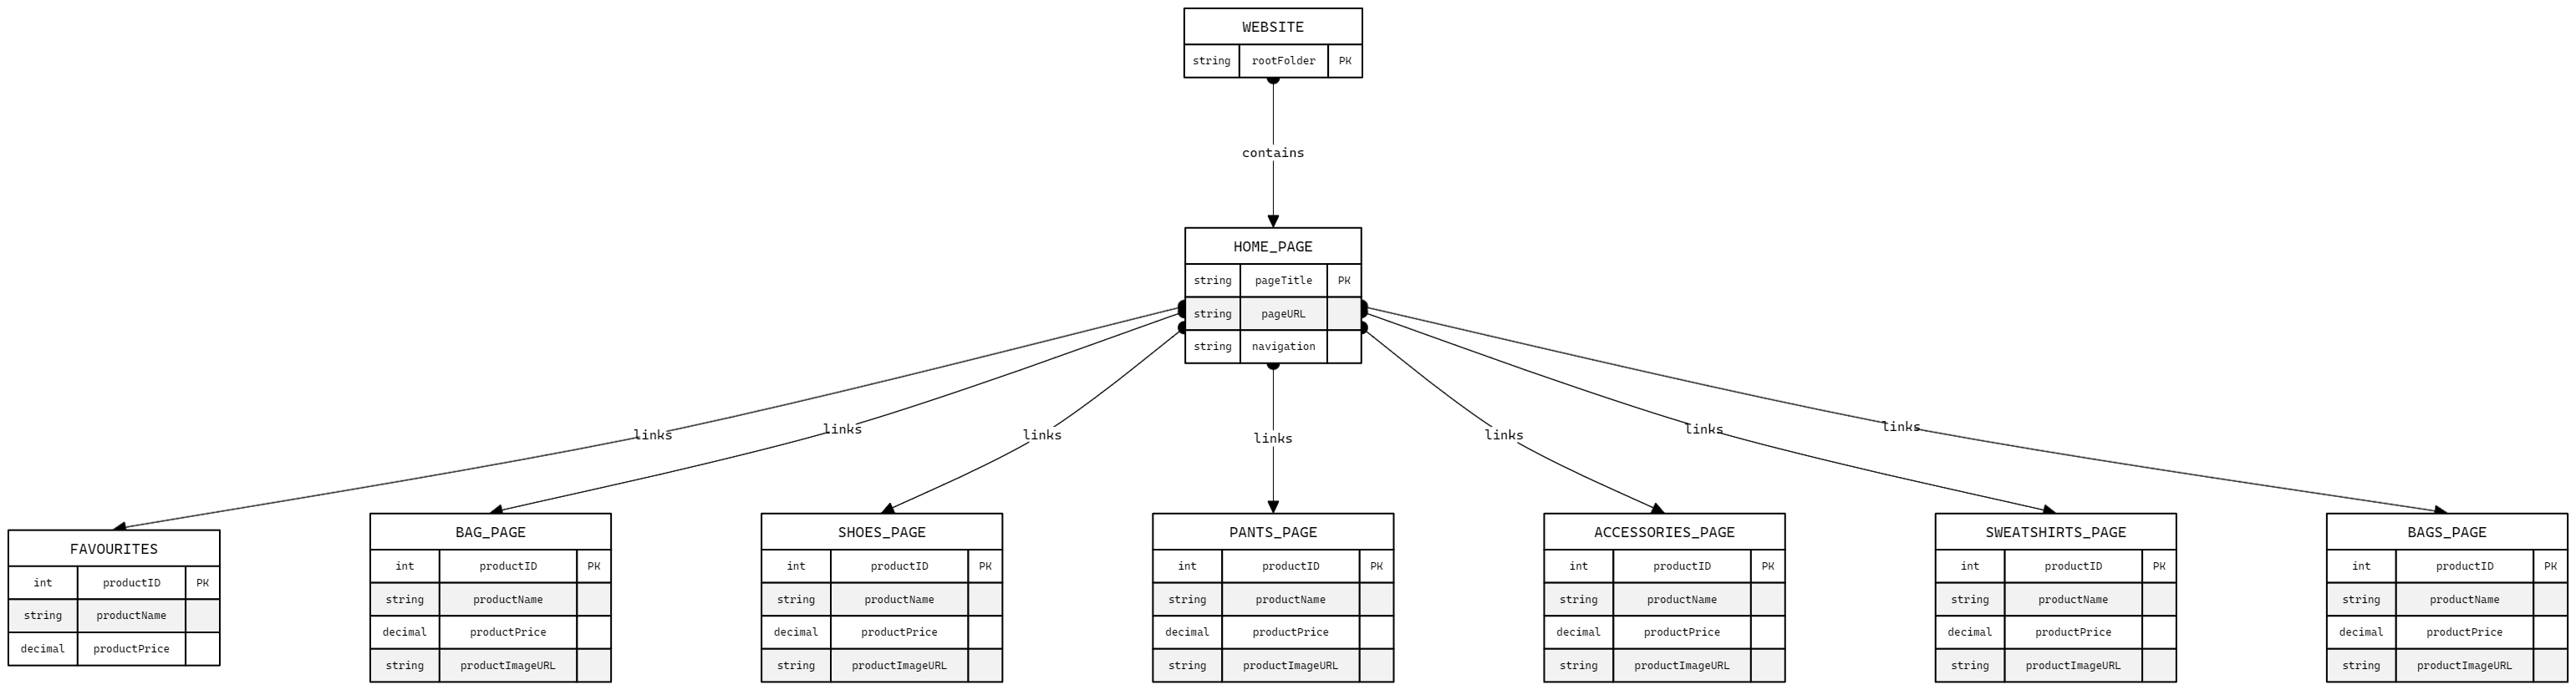 WEBSITE
string rootFolder PK
contains
HOME_PAGE
string pageTitle PK
string pageURL
string navigation
links links links links links links links
FAVOURITES
int productID PK
string productName
decimal productPrice
BAG_PAGE
int productID PK
string productName
decimal productPrice
string productImageURL
SHOES_PAGE
int productID PK
string productName
decimal productPrice
string productImageURL
PANTS_PAGE
int productID PK
string productName
decimal productPrice
string productImageURL
ACCESSORIES_PAGE
int productID PK
string productName
decimal productPrice
string productImageURL
SWEATSHIRTS_PAGE
int productID PK
string productName
decimal productPrice
string productImageURL
BAGS_PAGE
int productID PK
string productName
decimal productPrice
string productImageURL